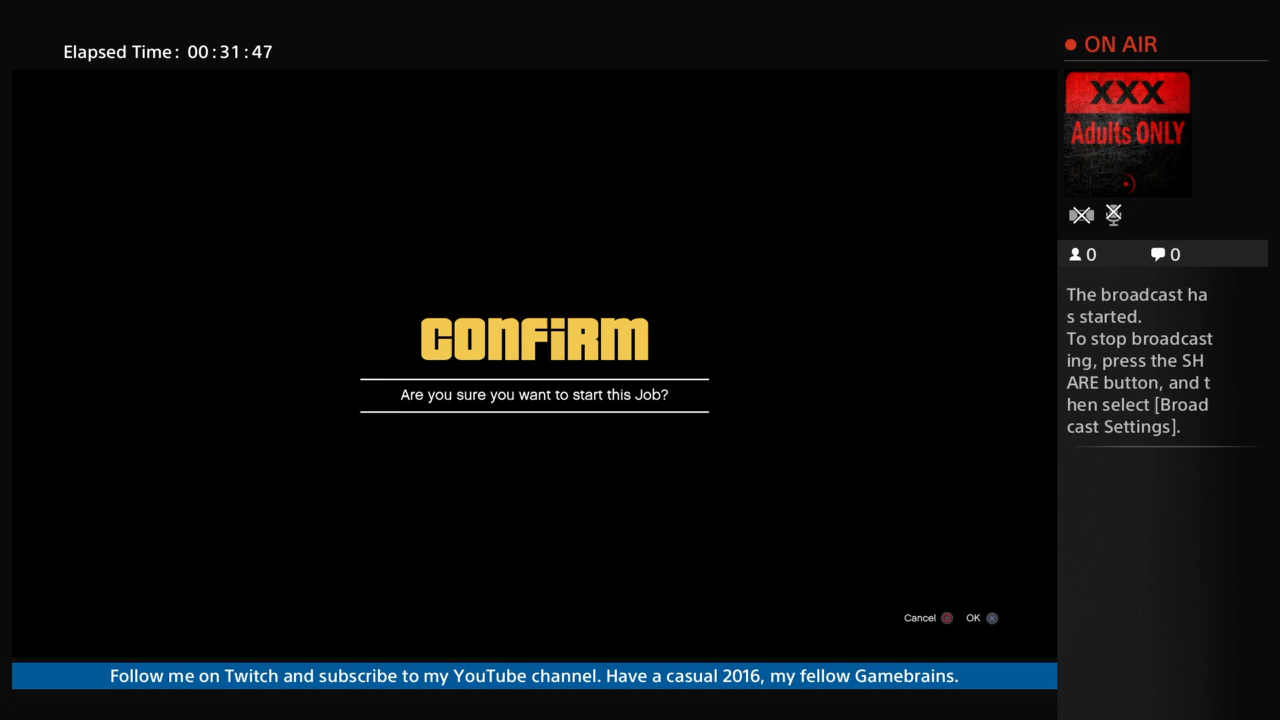 Elapsed Time: 00:31:47
ON AIR
XXX
Adults ONLY
0
0
The broadcast ha
s started.
To stop broadcast
ing, press the SH
ARE button, and t
hen select [Broad
cast Settings].
CONFiRM
Are you sure you want to start this Job?
Cancel OK
Follow me on Twitch and subscribe to my YouTube channel. Have a casual 2016, my fellow Gamebrains.